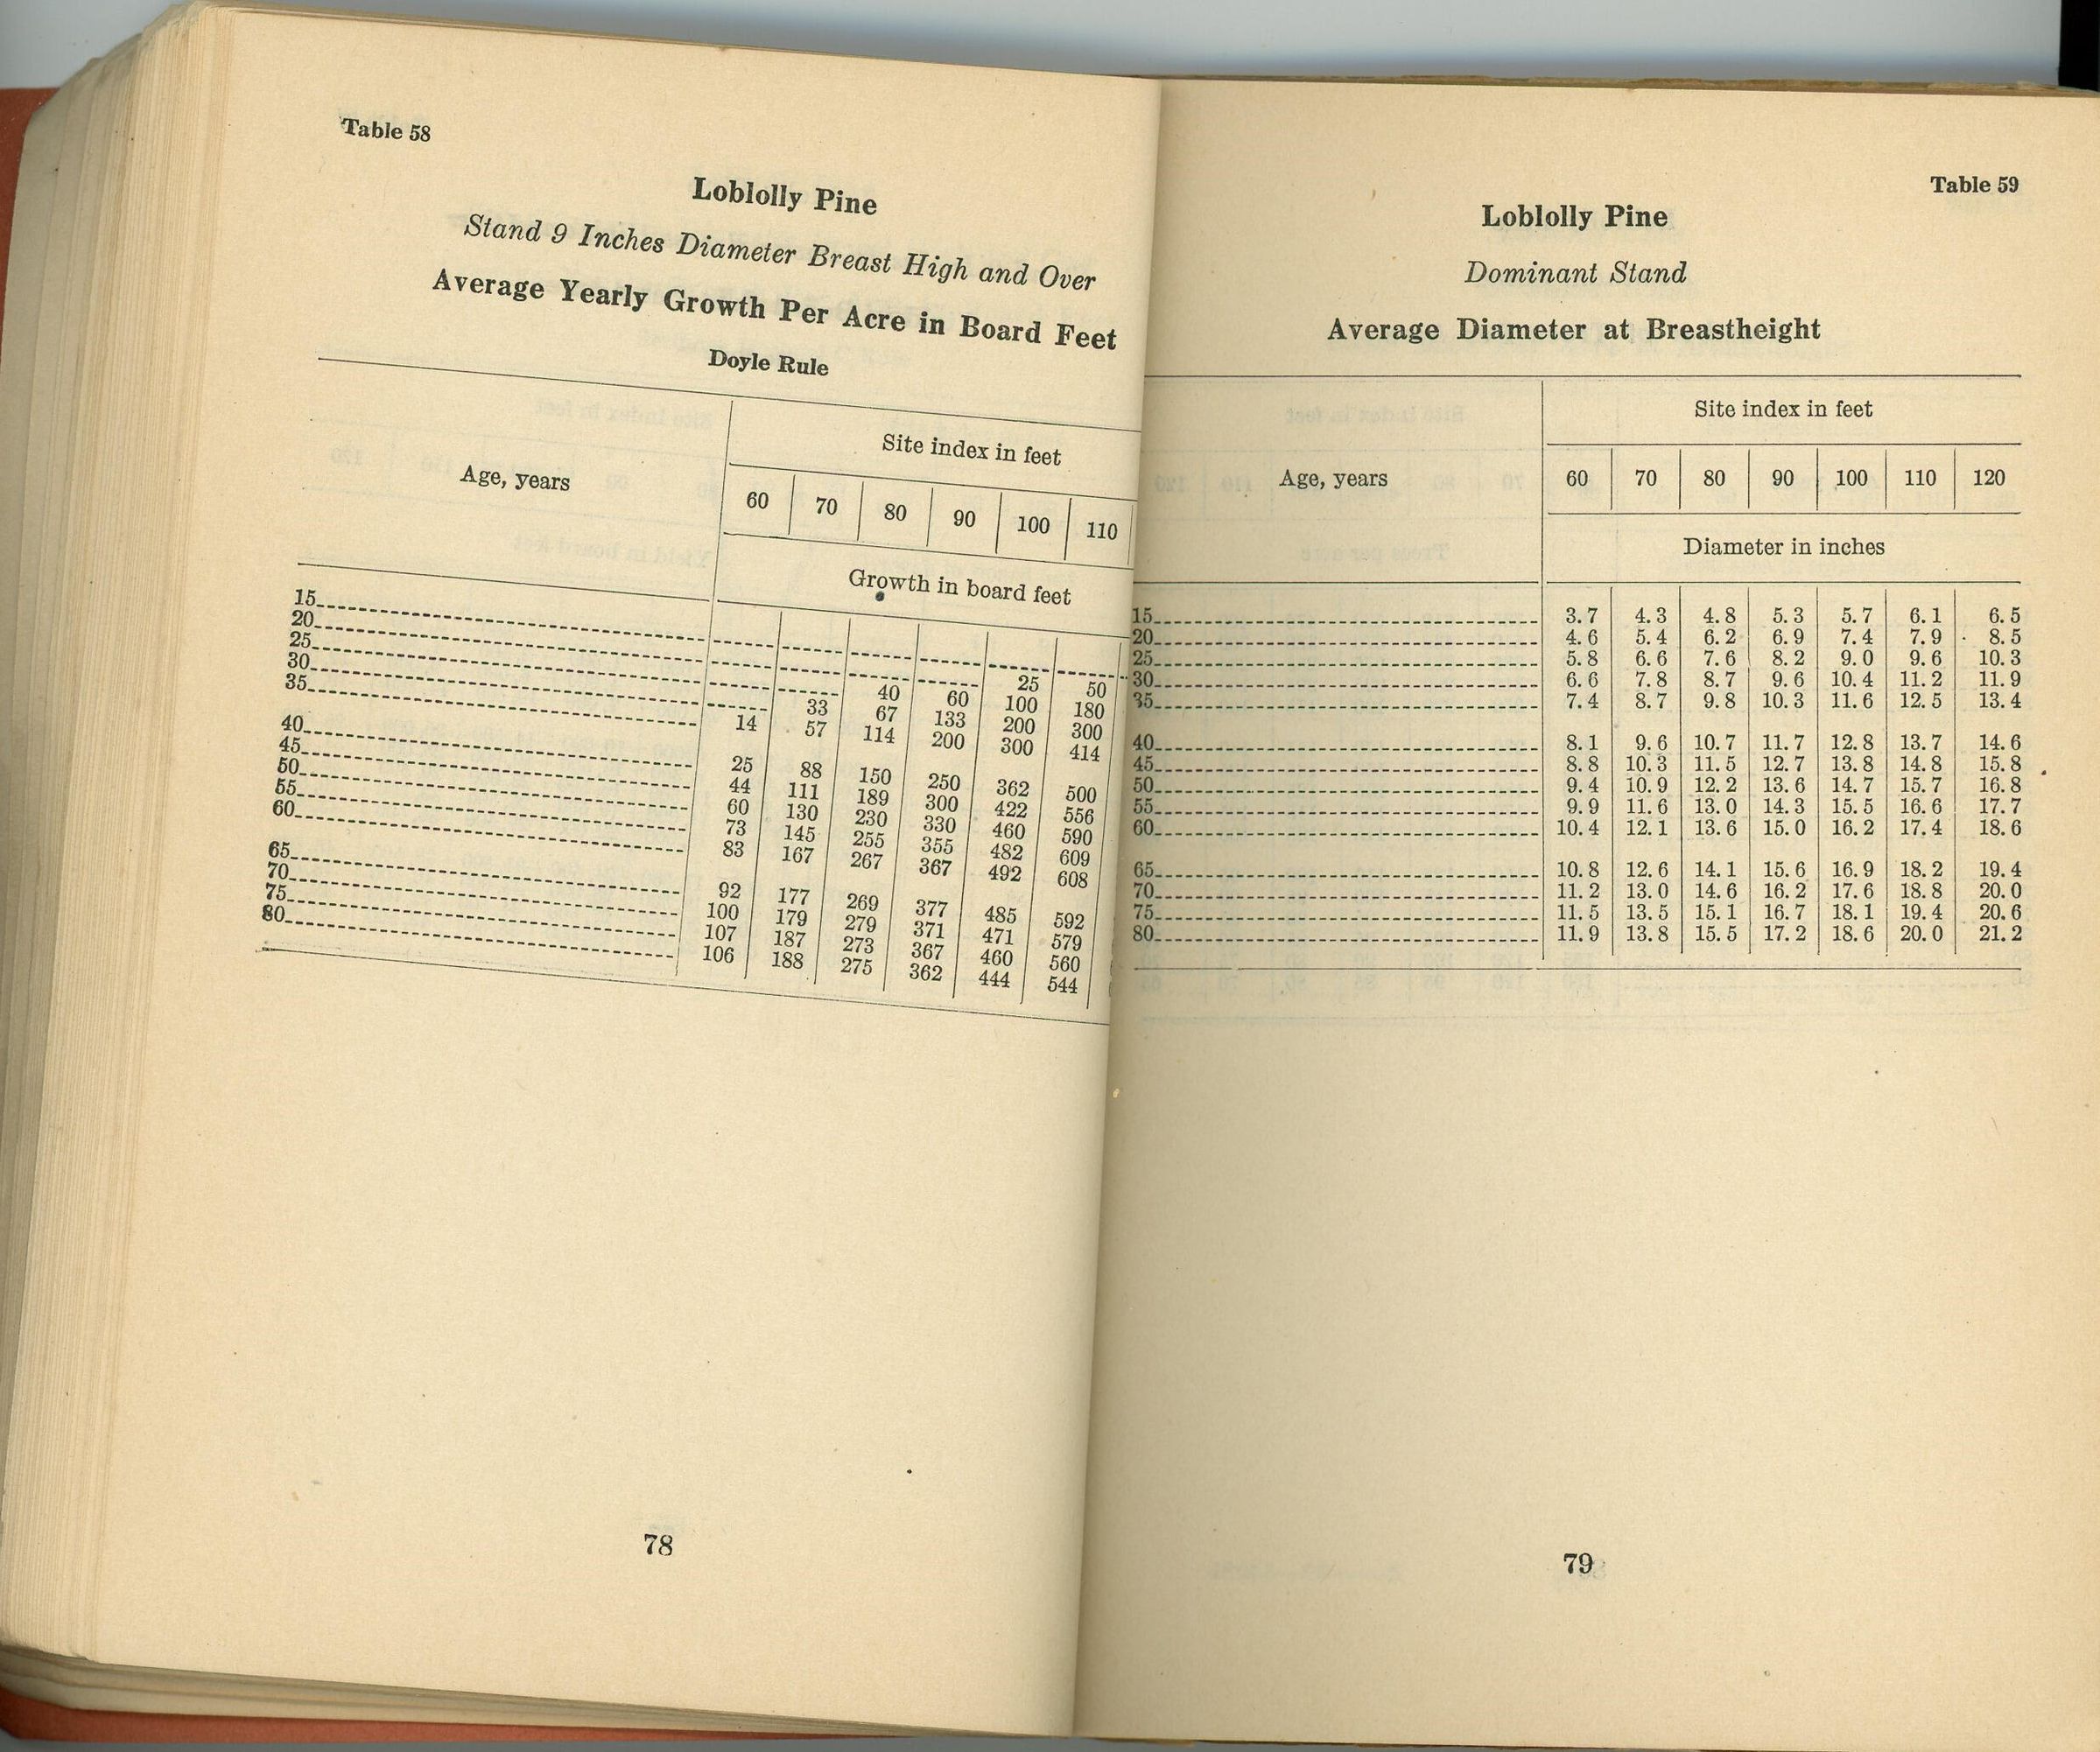 Table 58
Loblolly Pine
Stand 9 Inches Diameter Breast High and Over
Average Yearly Growth Per Acre in Board Feet
Doyle Rule
Age, years
Site index in feet
60 70 80 90 100 110
Growth in board feet
15
20 25 50
25 40 60 100 180
30 33 67 133 200 300
35 14 57 114 200 300 414
40 25 88 150 250 362 500
45 44 111 189 300 422 556
50 60 130 230 330 460 590
55 73 145 255 355 482 609
60 83 167 267 367 492 608
65 92 177 269 377 485 592
70 100 179 279 371 471 579
75 107 187 273 367 460 560
80 106 188 275 362 444 544
78
Table 59
Loblolly Pine
Dominant Stand
Average Diameter at Breastheight
Age, years
Site index in feet
60 70 80 90 100 110 120
Diameter in inches
15 3.7 4.3 4.8 5.3 5.7 6.1 6.5
20 4.6 5.4 6.2 6.9 7.4 7.9 8.5
25 5.8 6.6 7.6 8.2 9.0 9.6 10.3
30 6.6 7.8 8.7 9.6 10.4 11.2 11.9
35 7.4 8.7 9.8 10.3 11.6 12.5 13.4
40 8.1 9.6 10.7 11.7 12.8 13.7 14.6
45 8.8 10.3 11.5 12.7 13.8 14.8 15.8
50 9.4 10.9 12.2 13.6 14.7 15.7 16.8
55 9.9 11.6 13.0 14.3 15.5 16.6 17.7
60 10.4 12.1 13.6 15.0 16.2 17.4 18.6
65 10.8 12.6 14.1 15.6 16.9 18.2 19.4
70 11.2 13.0 14.6 16.2 17.6 18.8 20.0
75 11.5 13.5 15.1 16.7 18.1 19.4 20.6
80 11.9 13.8 15.5 17.2 18.6 20.0 21.2
79